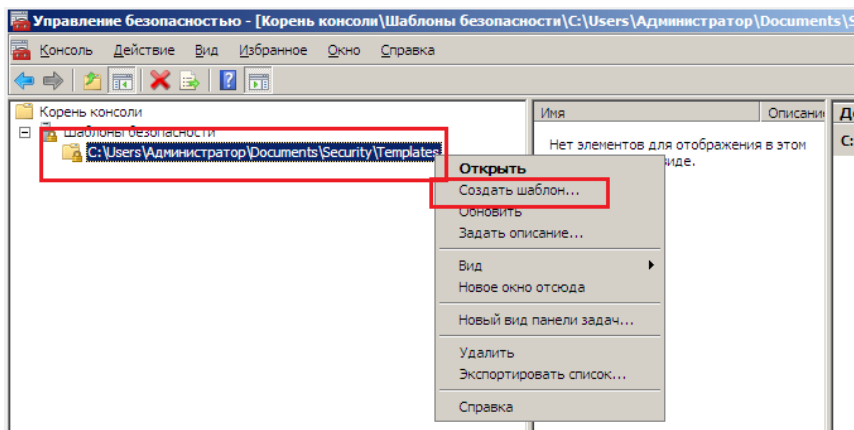 Управление безопасностью - [Корень консоли\Шаблоны безопасности\C:\Users\Администратор\Documents\S
Консоль Действие Вид Избранное Окно Справка
Корень консоли
Шаблоны безопасности
C:\Users\Администратор\Documents\Security\Templates
Имя Описание
Нет элементов для отображения в этом
виде.
Д
C:
Открыть
Создать шаблон...
Обновить
Задать описание...
Вид
Новое окно отсюда
Новый вид панели задач...
Удалить
Экспортировать список...
Справка